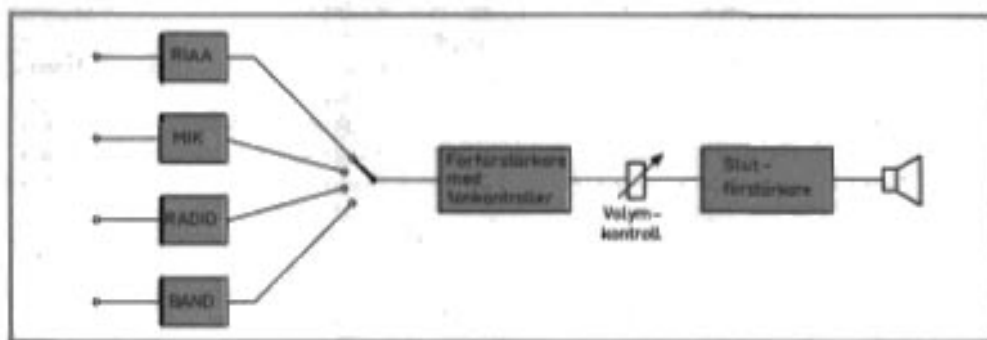 RIAA
MIK
RADIO
BAND
Förförstärkare
med
tonkontroller
Volym-
kontroll
Slut-
förstärkare